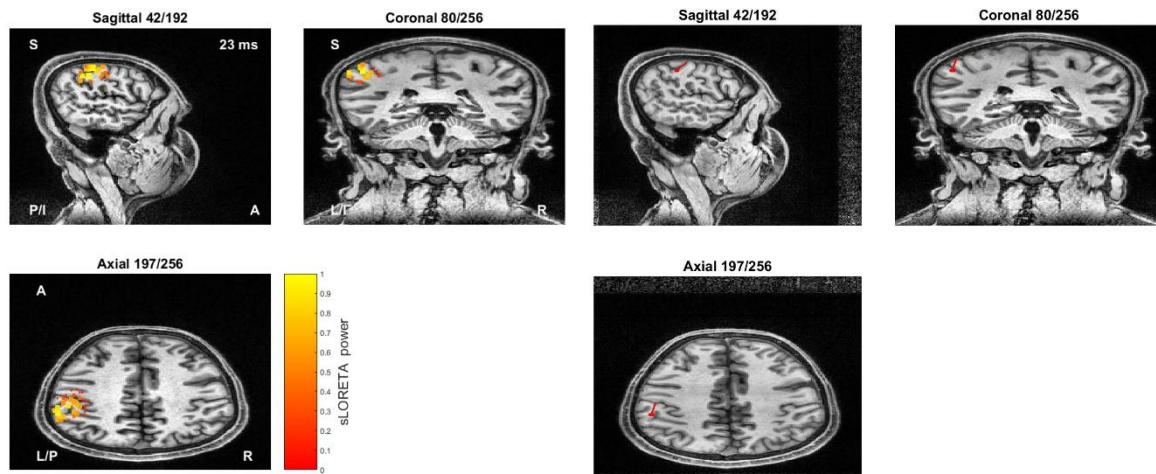 Sagittal 42/192
S
23 ms
P/I
A
Coronal 80/256
S
L/I
R
Sagittal 42/192
Coronal 80/256
Axial 197/256
A
L/P
R
1
0.9
0.8
0.7
0.6
0.5
0.4
0.3
0.2
0.1
0
sLORETA power
Axial 197/256